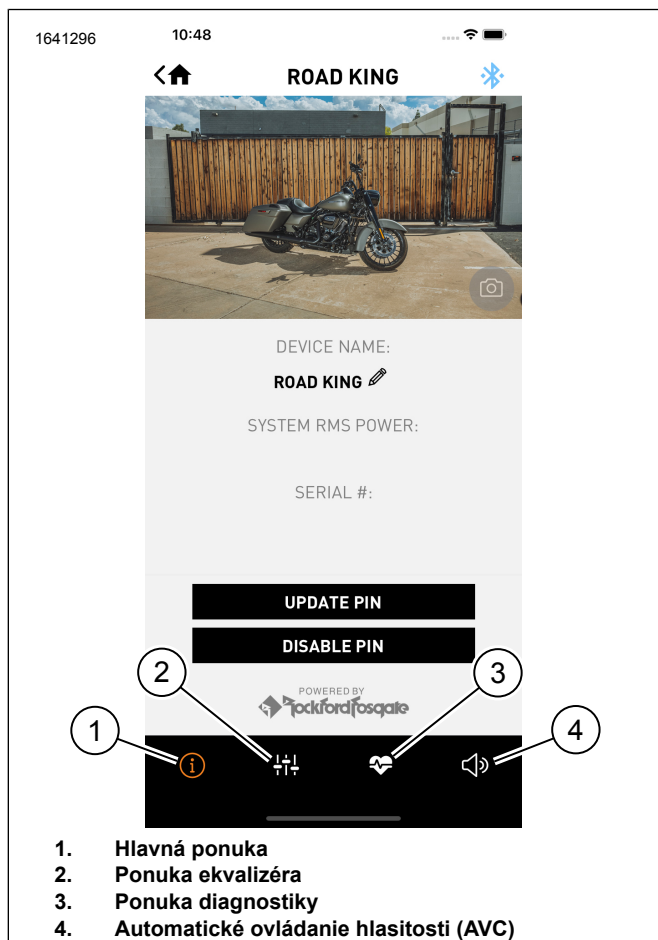 1641296
10:48
ROAD KING
DEVICE NAME:
ROAD KING
SYSTEM RMS POWER:
SERIAL #:
UPDATE PIN
DISABLE PIN
2
3
POWERED BY
Rockford Fosgate
1
4
1. Hlavná ponuka
2. Ponuka ekvalizéra
3. Ponuka diagnostiky
4. Automatické ovládanie hlasitosti (AVC)